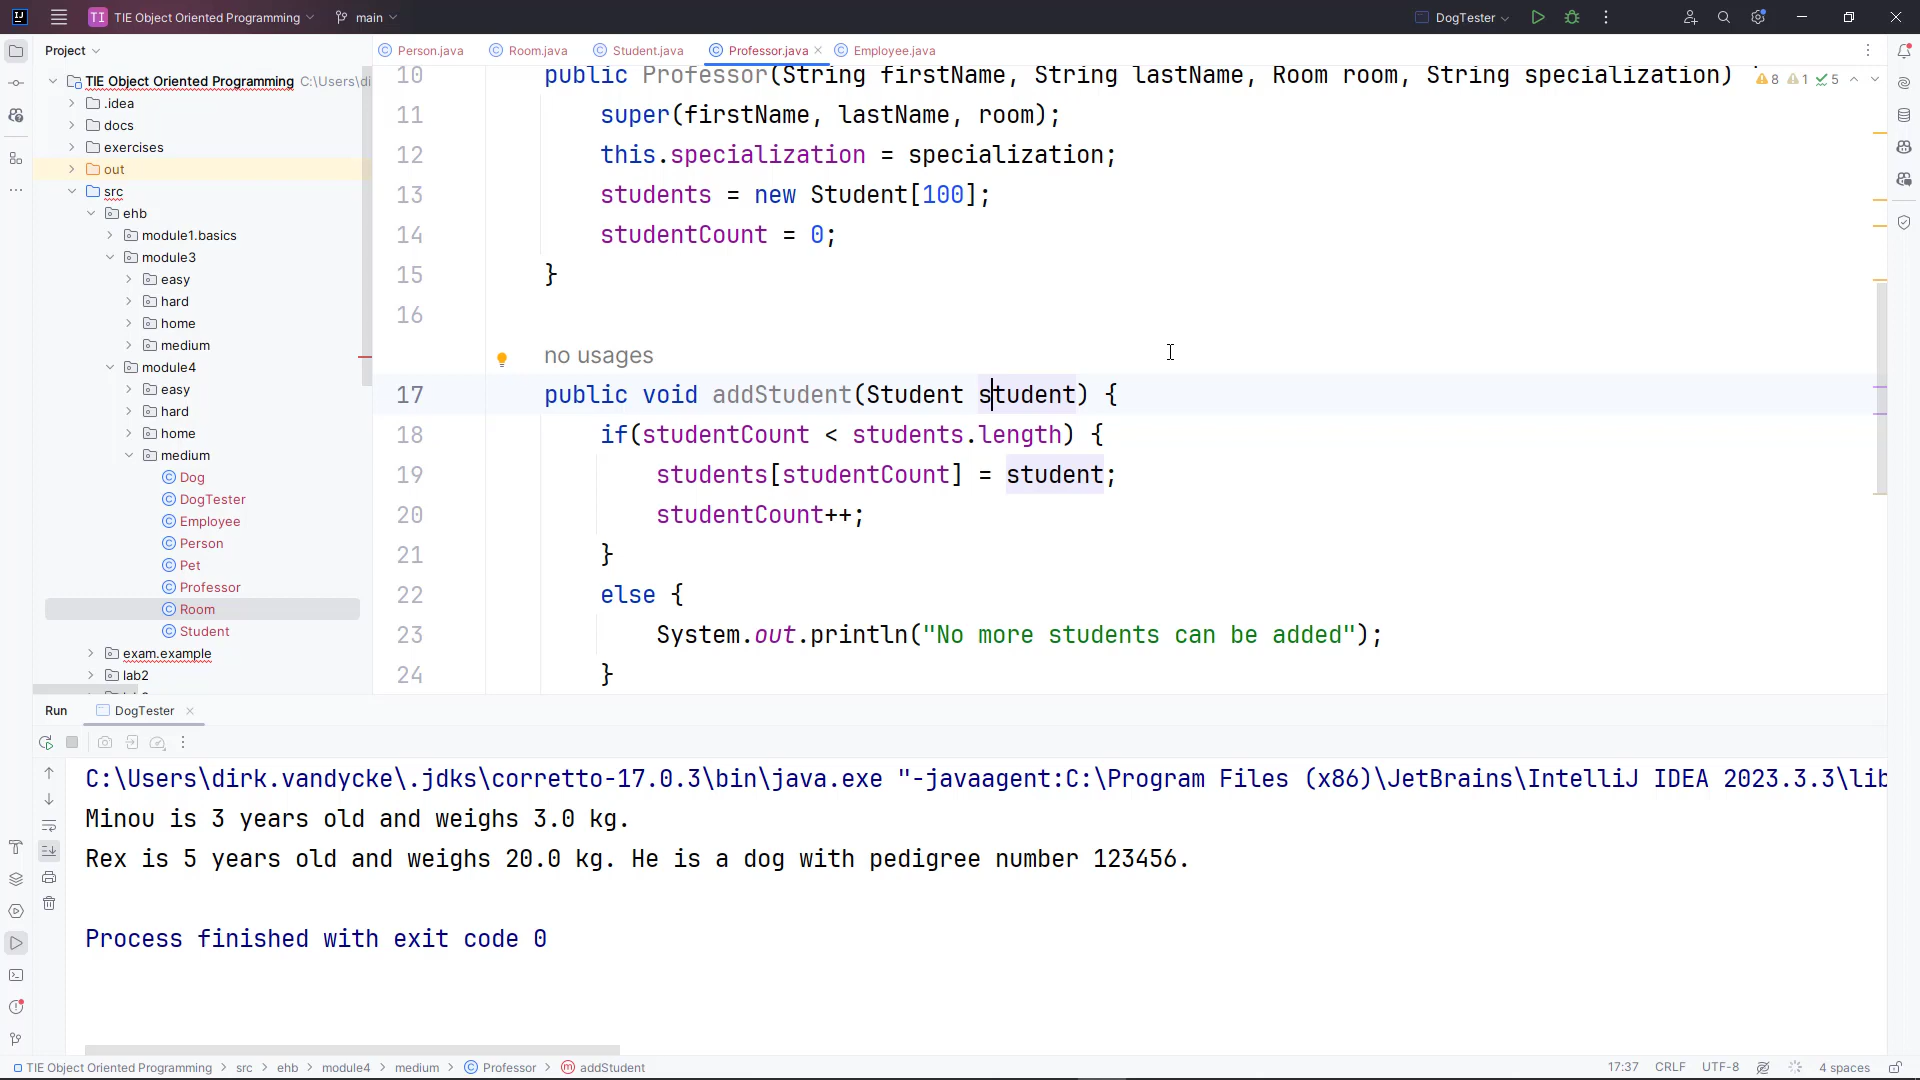 TI TIE Object Oriented Programming main DogTester
Project
Person.java Room.java Student.java Professor.java Employee.java
TIE Object Oriented Programming C:\Users\di
.idea
docs
exercises
out
src
ehb
module1.basics
module3
easy
hard
home
medium
module4
easy
hard
home
medium
Dog
DogTester
Employee
Person
Pet
Professor
Room
Student
exam.example
lab2
8 1 5
10 public Professor(String firstName, String lastName, Room room, String specialization)
11 super(firstName, lastName, room);
12 this.specialization = specialization;
13 students = new Student[100];
14 studentCount = 0;
15 }
16
no usages
17 public void addStudent(Student student) {
18 if(studentCount < students.length) {
19 students[studentCount] = student;
20 studentCount++;
21 }
22 else {
23 System.out.println("No more students can be added");
24 }
Run DogTester
C:\Users\dirk.vandycke\.jdks\corretto-17.0.3\bin\java.exe "-javaagent:C:\Program Files (x86)\JetBrains\IntelliJ IDEA 2023.3.3\lib
Minou is 3 years old and weighs 3.0 kg.
Rex is 5 years old and weighs 20.0 kg. He is a dog with pedigree number 123456.
Process finished with exit code 0
TIE Object Oriented Programming > src > ehb > module4 > medium > Professor > addStudent 17:37 CRLF UTF-8 4 spaces